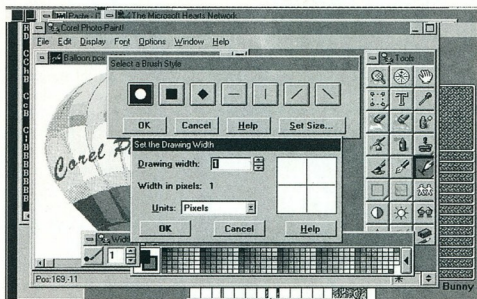 Paste
The Microsoft Hearts Network
Corel Photo-Paint!
File Edit Display Font Options Window Help
Balloon.pcx
Tools
Select a Brush Style
OK Cancel Help Set Size...
Set the Drawing Width
Drawing width: 1
Width in pixels: 1
Units: Pixels
OK Cancel Help
Corel
Width
1
Pos:169,-11
Bunny